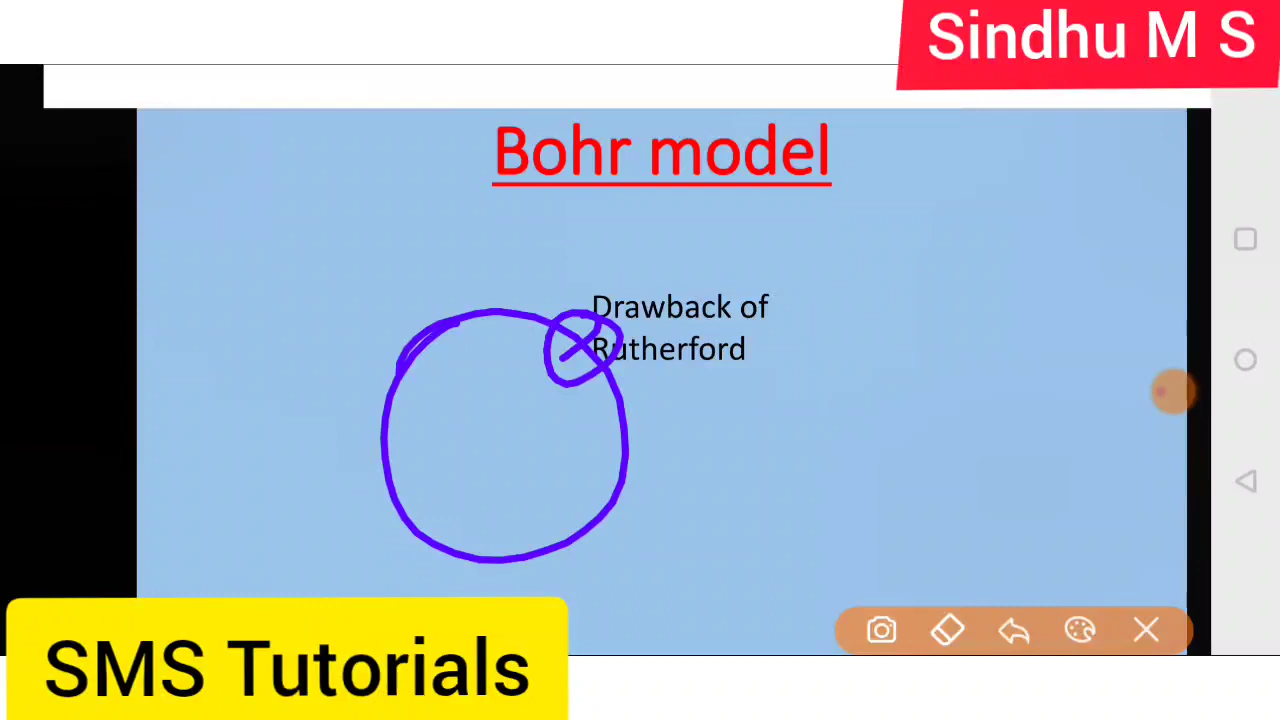 Sindhu M S
Bohr model
Drawback of
Rutherford
SMS Tutorials